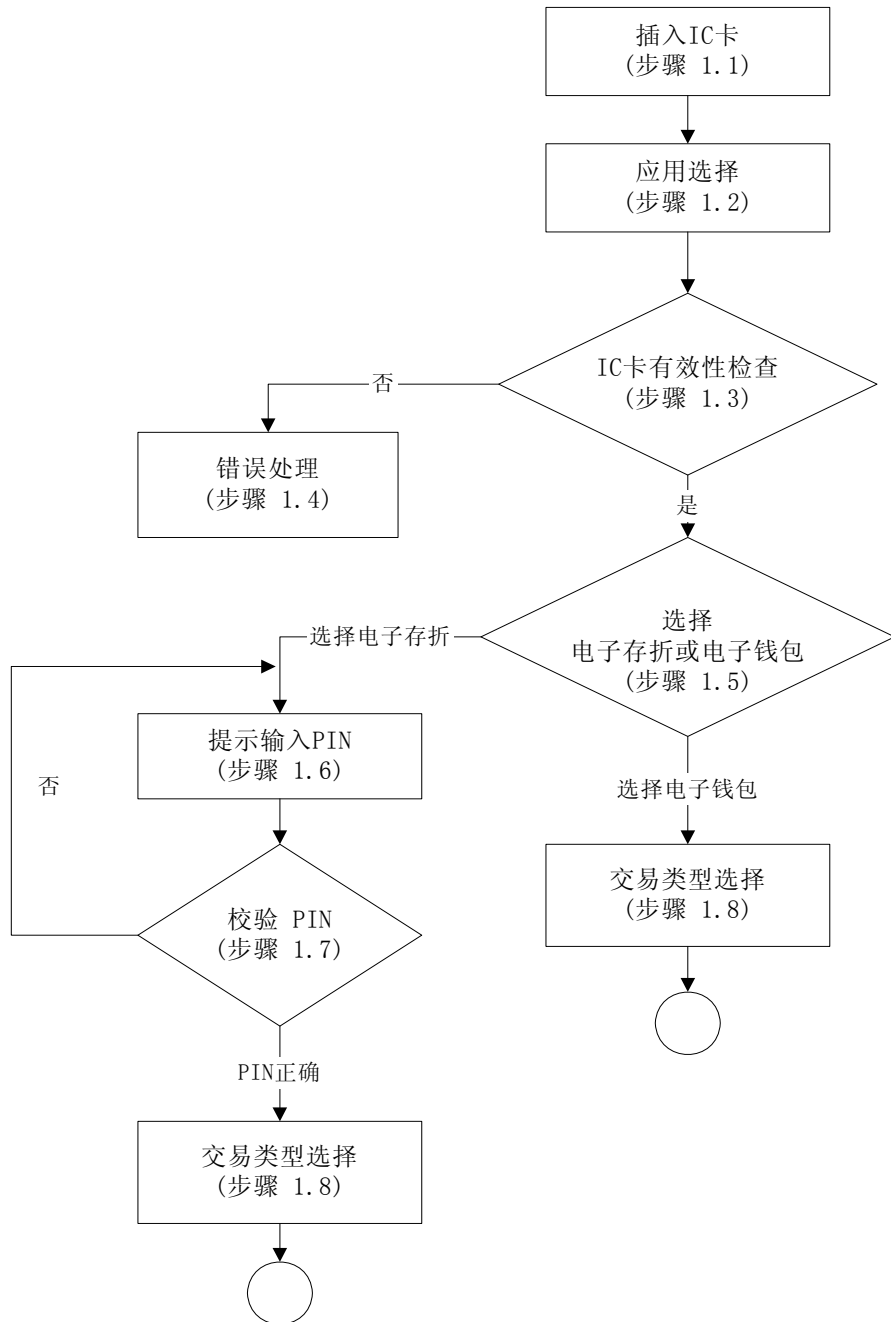 插入IC卡
(步骤 1.1)
应用选择
(步骤 1.2)
IC卡有效性检查
(步骤 1.3)
否
错误处理
(步骤 1.4)
是
选择
电子存折或电子钱包
(步骤 1.5)
选择电子存折
提示输入PIN
(步骤 1.6)
否
选择电子钱包
校验 PIN
(步骤 1.7)
交易类型选择
(步骤 1.8)
PIN正确
交易类型选择
(步骤 1.8)